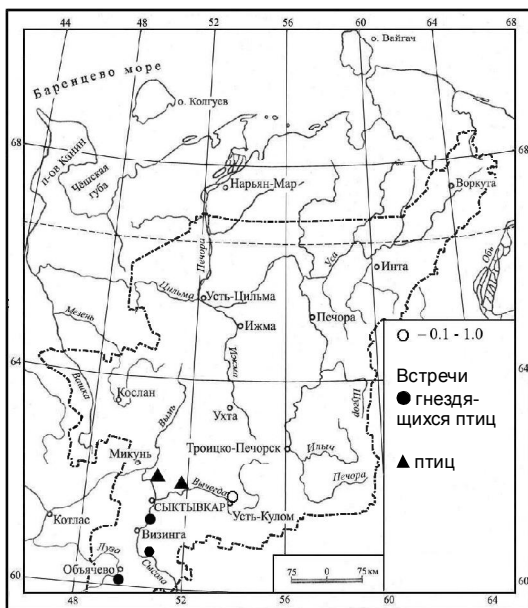 48 52 56 60 64 68
о. Вайгач
Баренцево море
о. Колгуев
68
68
п-ов Канин
Чёшская
губа
Нарьян-Мар
Воркута
Печора
Уса
Инта
Обь
Цильма
Усть-Цильма
Мезень
Ижма
Печора
– 0.1 - 1.0
Ижма
64
64
Встречи
Вашка
Кослан
Щугор
гнездя-
щихся птиц
Вымь
Ухта
Троицко-Печорск
Илыч
птиц
Микунь
Вычегда
Печора
СЫКТЫВКАР
Усть-Кулом
Котлас
Визинга
Луза
Объячево
Сысола
75 0 75 км
60
60
48 52 56 60